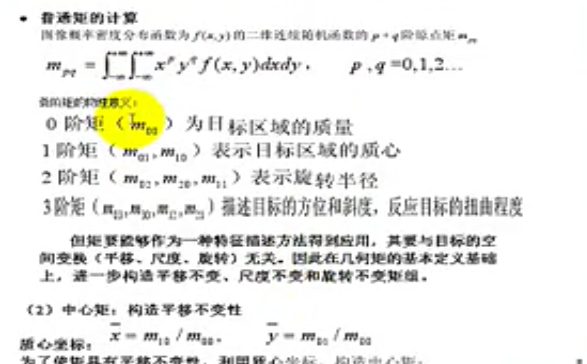 • 普通矩的计算
图像概率密度分布函数为 f(x,y) 的二维连续随机函数的 p+q 阶原点矩 m_{pq}
m_{pq} = ∫_{-∞}^{∞} ∫_{-∞}^{∞} x^p y^q f(x,y)dxdy , p ,q =0,1,2…
各阶矩的物理意义：
0 阶矩（m_{00}）为目标区域的质量
1 阶矩（m_{01}, m_{10}）表示目标区域的质心
2 阶矩（m_{02}, m_{20}, m_{11}）表示旋转半径
3阶矩（m_{03}, m_{30}, m_{12}, m_{21}）描述目标的方位和斜度，反应目标的扭曲程度
但矩要能够作为一种特征描述方法得到应用，其要与目标的空
间变换（平移、尺度、旋转）无关。因此在几何矩的基本定义基础
上，进一步构造平移不变、尺度不变和旋转不变矩组。
（2）中心矩：构造平移不变性
质心坐标： x̅ = m_{10} / m_{00}, y̅ = m_{01} / m_{00}
为了使矩具有平移不变性，利用质心坐标，构造中心矩：